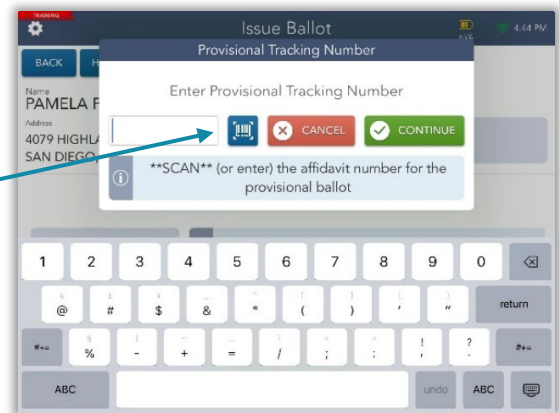 TRAINING
Issue Ballot
4:44 PM
BACK
Provisional Tracking Number
Name
PAMELA
Enter Provisional Tracking Number
Address
4079 HIGHLA
SAN DIEGO,
CANCEL
CONTINUE
**SCAN** (or enter) the affidavit number for the
provisional ballot
1 2 3 4 5 6 7 8 9 0
@ # $ & * ( ) ' "
return
#+= % - + = / ; : ! ? #+=
ABC
undo
ABC